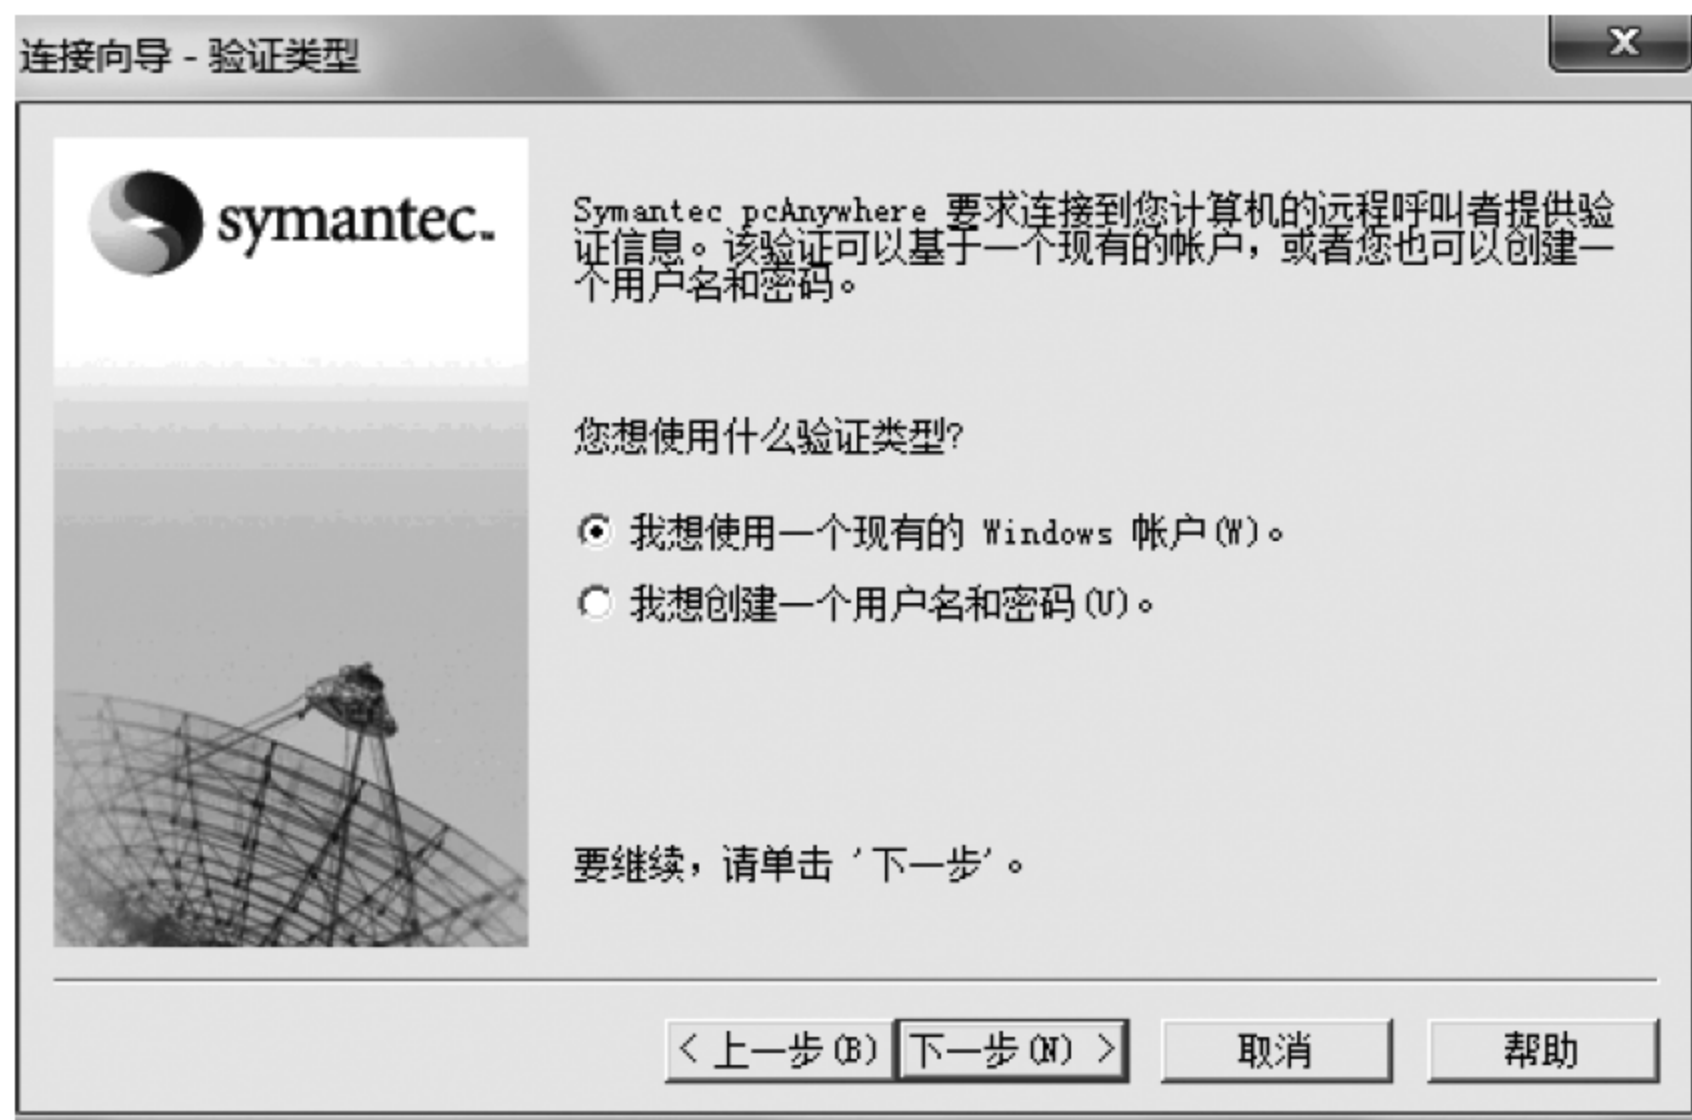 连接向导 - 验证类型
X
symantec™
Symantec pcAnywhere 要求连接到您计算机的远程呼叫者提供验
证信息。该验证可以基于一个现有的帐户，或者您也可以创建一
个用户名和密码。
您想使用什么验证类型?
我想使用一个现有的 Windows 帐户(W)。
我想创建一个用户名和密码(U)。
要继续，请单击 '下一步'。
< 上一步(B) 下一步(N) > 取消 帮助